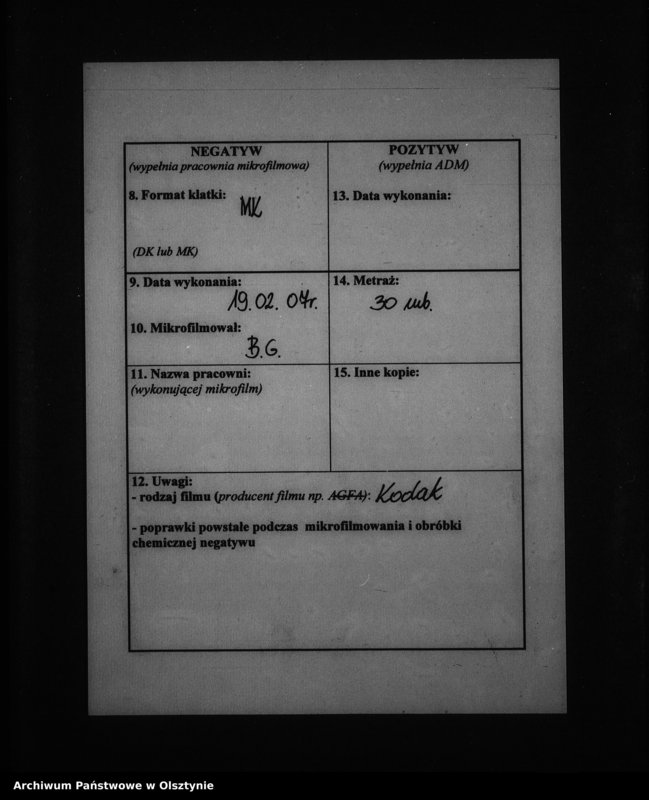 NEGATYW
(wypełnia pracownia mikrofilmowa)
8. Format klatki:
MK
(DK lub MK)
POZYTYW
(wypełnia ADM)
13. Data wykonania:
9. Data wykonania:
19.02.07r.
10. Mikrofilmował:
B.G.
14. Metraż:
30 mb.
11. Nazwa pracowni:
(wykonującej mikrofilm)
15. Inne kopie:
12. Uwagi:
- rodzaj filmu (producent filmu np. AGFA): Kodak
- poprawki powstałe podczas mikrofilmowania i obróbki
chemicznej negatywu
Archiwum Państwowe w Olsztynie